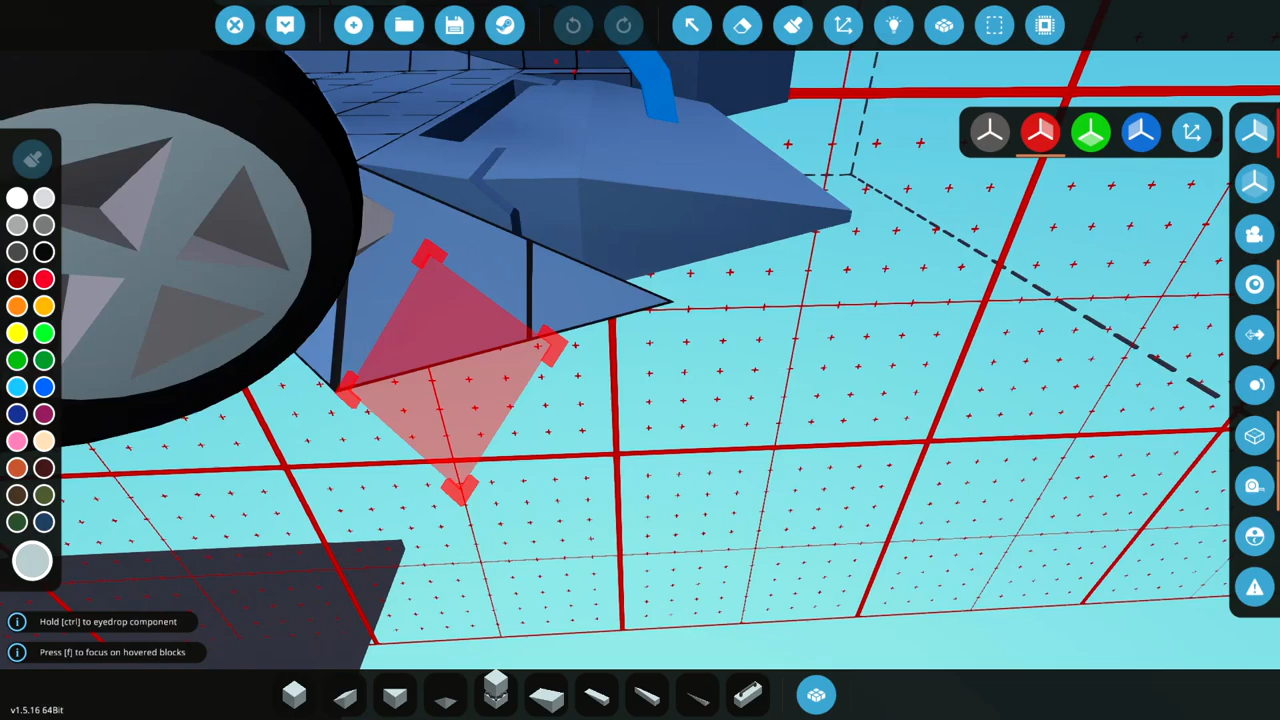 Hold [ctrl] to eyedrop component
Press [f] to focus on hovered blocks
v1.5.16 64Bit